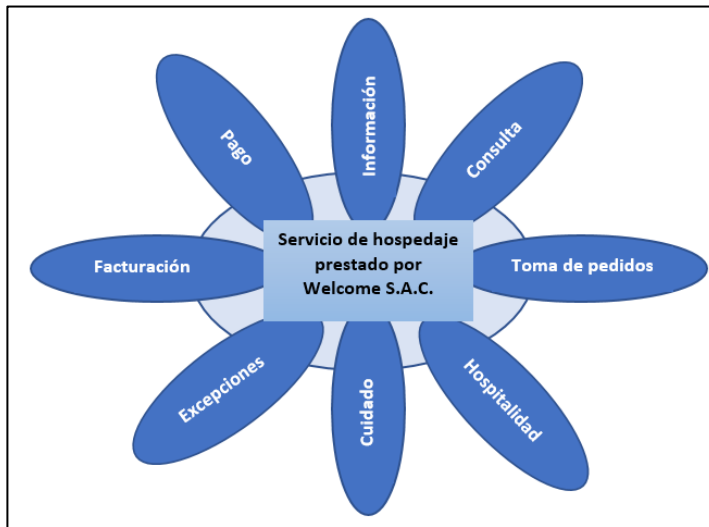 Información
Consulta
Toma de pedidos
Hospitalidad
Cuidado
Excepciones
Facturación
Pago
Servicio de hospedaje
prestado por
Welcome S.A.C.